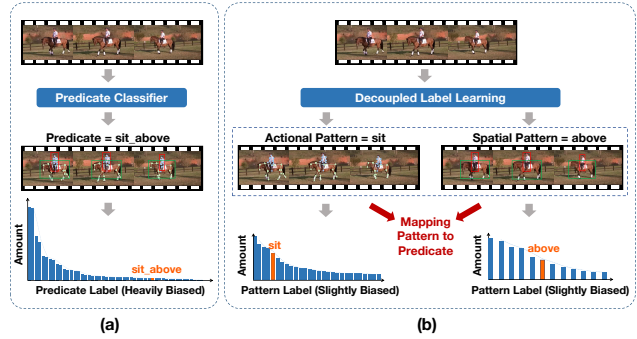 Predicate Classifier
Predicate = sit_above
Amount
sit_above
Predicate Label (Heavily Biased)
(a)
Decoupled Label Learning
Actional Pattern = sit
Spatial Pattern = above
Mapping
Pattern to
Predicate
Amount
sit
Pattern Label (Slightly Biased)
Amount
above
Pattern Label (Slightly Biased)
(b)